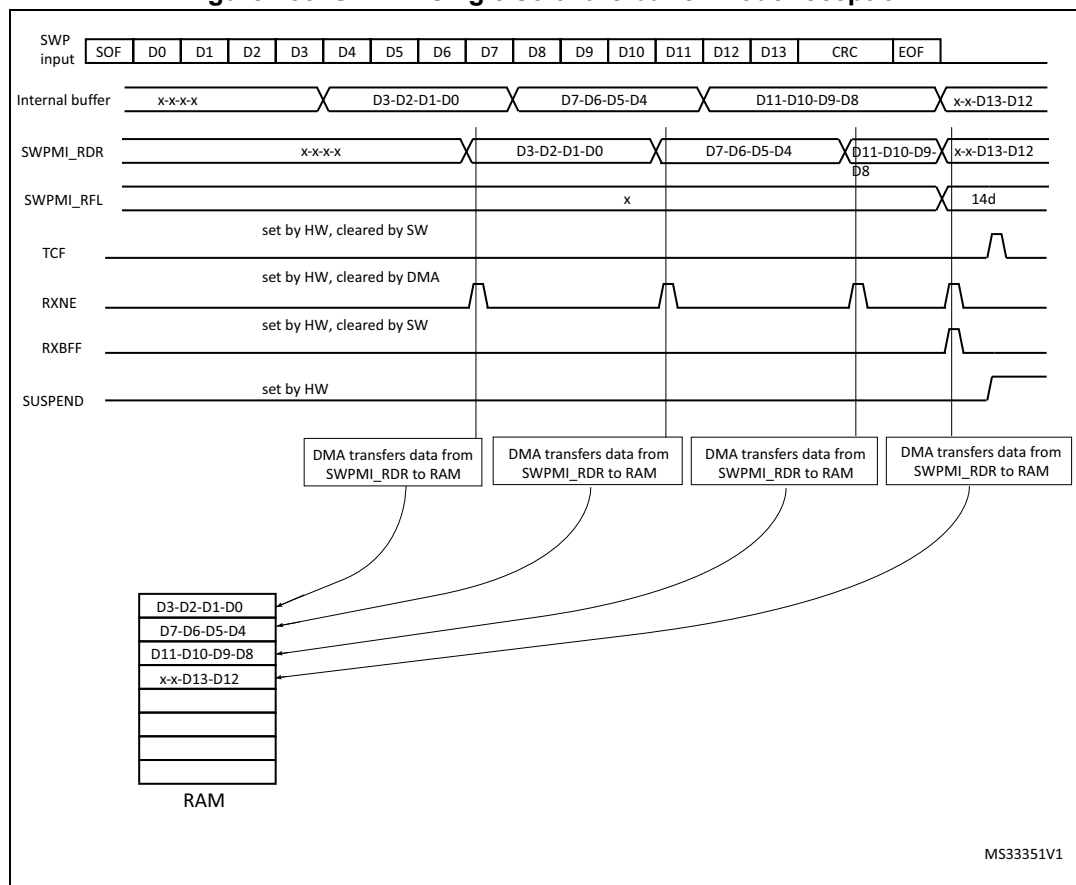 SWP
input
SOF D0 D1 D2 D3 D4 D5 D6 D7 D8 D9 D10 D11 D12 D13 CRC EOF
Internal buffer x-x-x-x D3-D2-D1-D0 D7-D6-D5-D4 D11-D10-D9-D8 x-x-D13-D12
SWPMI_RDR x-x-x-x D3-D2-D1-D0 D7-D6-D5-D4 D11-D10-D9- x-x-D13-D12
D8
SWPMI_RFL x 14d
set by HW, cleared by SW
TCF
set by HW, cleared by DMA
RXNE
set by HW, cleared by SW
RXBFF
set by HW
SUSPEND
DMA transfers data from
SWPMI_RDR to RAM
DMA transfers data from
SWPMI_RDR to RAM
DMA transfers data from
SWPMI_RDR to RAM
DMA transfers data from
SWPMI_RDR to RAM
D3-D2-D1-D0
D7-D6-D5-D4
D11-D10-D9-D8
x-x-D13-D12
RAM
MS33351V1